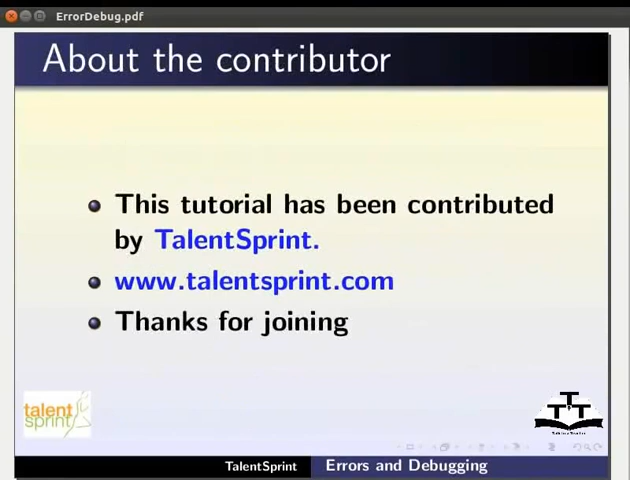 ErrorDebug.pdf
About the contributor
This tutorial has been contributed
by TalentSprint.
www.talentsprint.com
Thanks for joining
talent
sprint
TTT
TalentSprint
Errors and Debugging